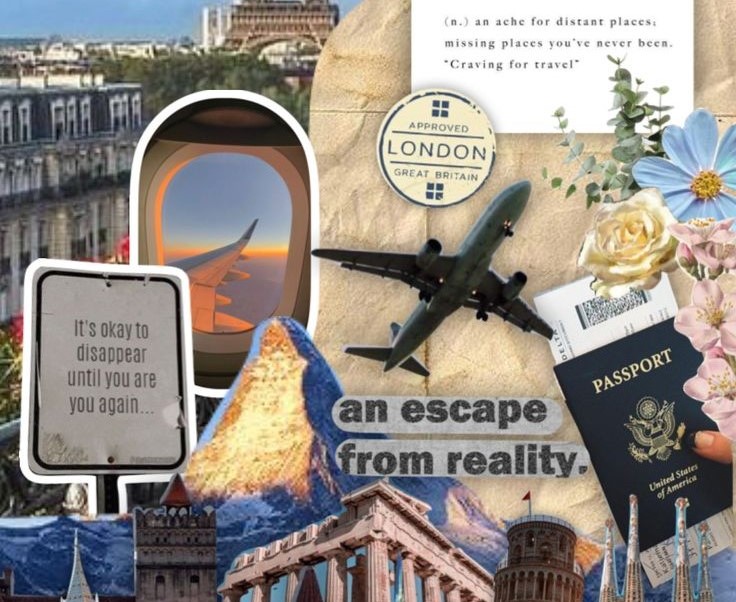 (n.) an ache for distant places;
missing places you've never been.
"Craving for travel"
APPROVED
LONDON
GREAT BRITAIN
It's okay to
disappear
until you are
you again...
DELTA
PASSPORT
an escape
from reality.
United States
of America